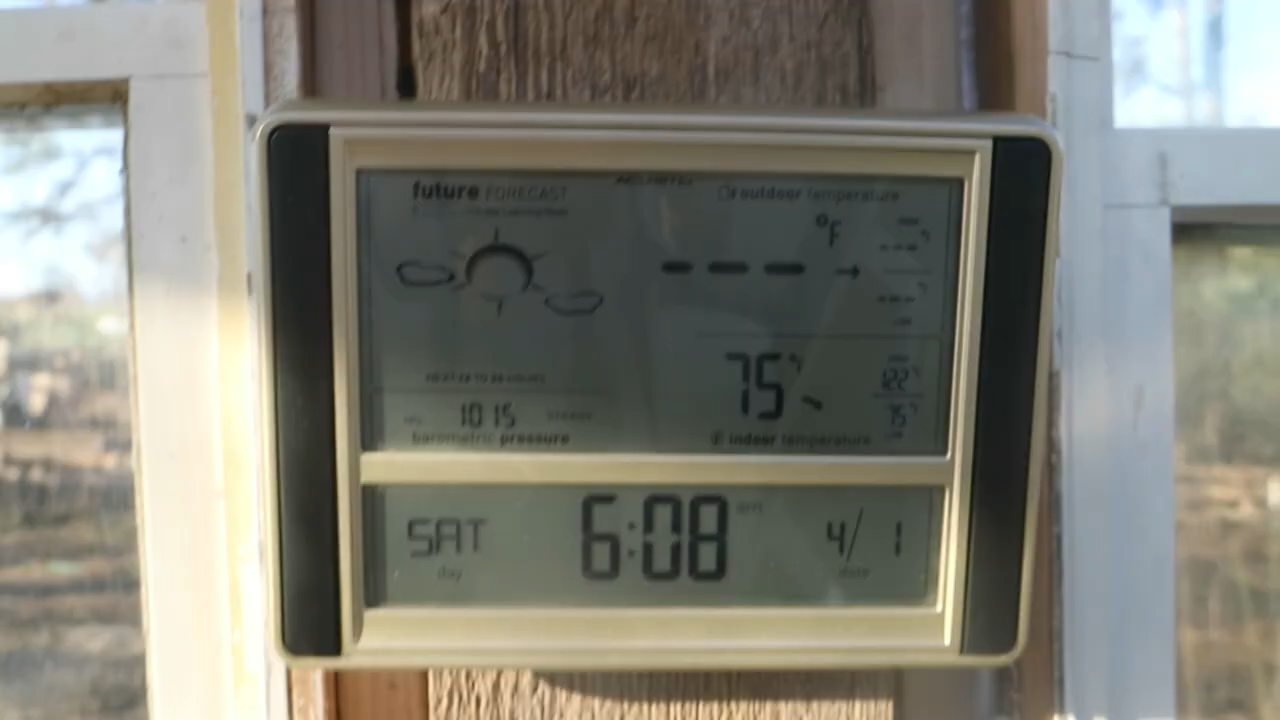 future FORECAST
outdoor temperature
°F
---
75°
122°
75°
1015
barometric pressure
indoor temperature
SAT 6:08 4/ 1
day date